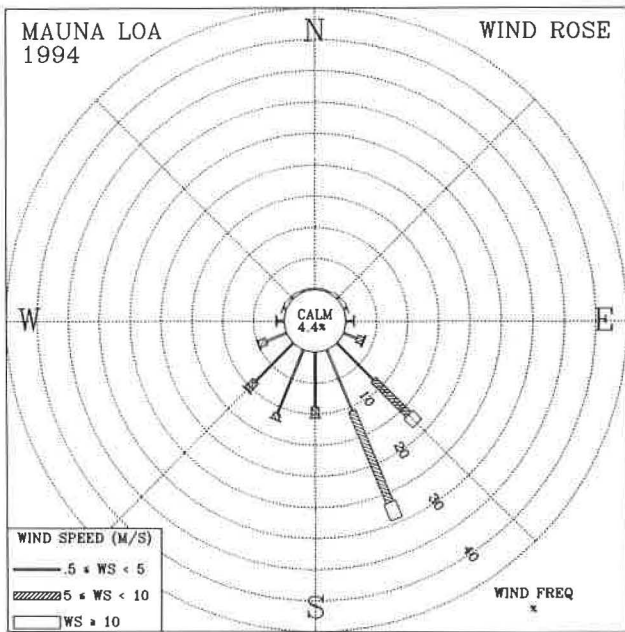 MAUNA LOA
1994
WIND ROSE
N
W
CALM
4.4%
E
10
20
30
40
S
WIND SPEED (M/S)
.5 ≤ WS < 5
5 ≤ WS < 10
WS ≥ 10
WIND FREQ
%